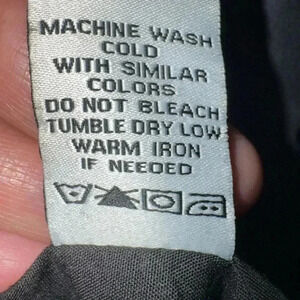 MACHINE WASH
COLD
WITH SIMILAR
COLORS
DO NOT BLEACH
TUMBLE DRY LOW
WARM IRON
IF NEEDED